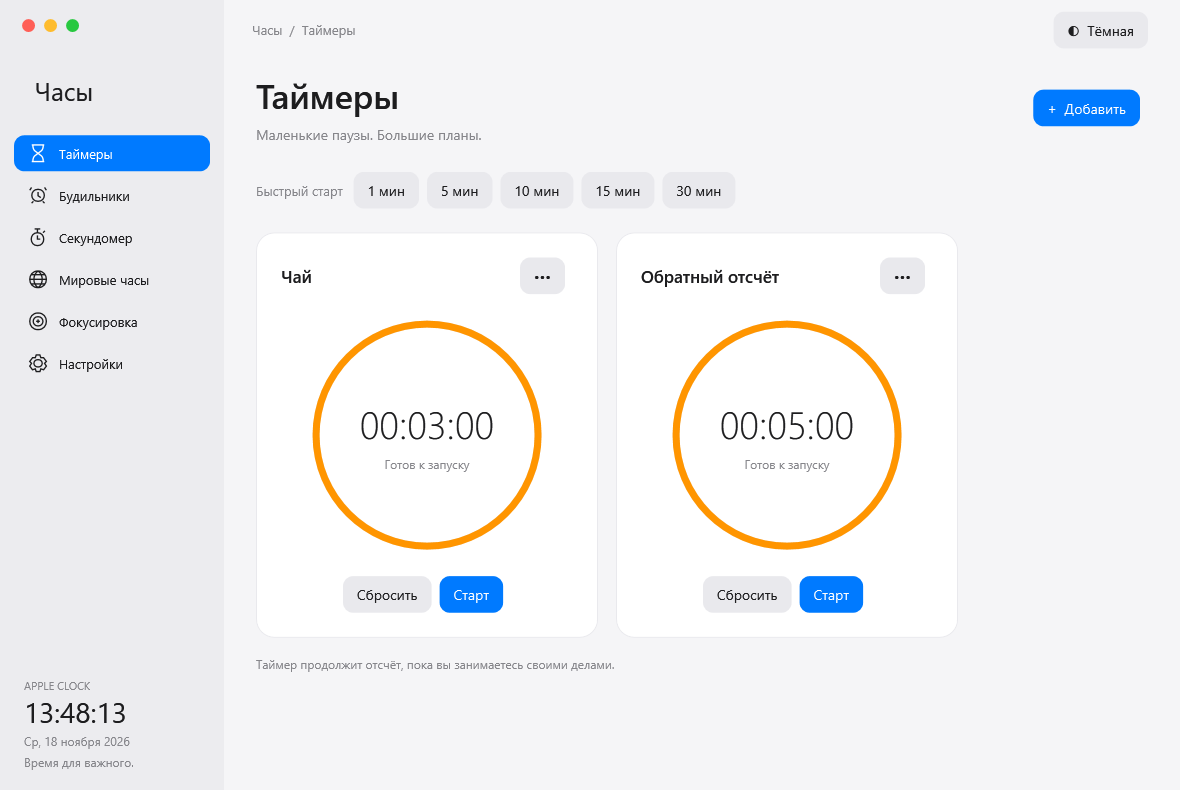 Часы / Таймеры
Тёмная
Часы
Таймеры
Будильники
Секундомер
Мировые часы
Фокусировка
Настройки
APPLE CLOCK
13:48:13
Ср, 18 ноября 2026
Время для важного.
Таймеры
Маленькие паузы. Большие планы.
+ Добавить
Быстрый старт 1 мин 5 мин 10 мин 15 мин 30 мин
Чай
00:03:00
Готов к запуску
Сбросить Старт
Обратный отсчёт
00:05:00
Готов к запуску
Сбросить Старт
Таймер продолжит отсчёт, пока вы занимаетесь своими делами.